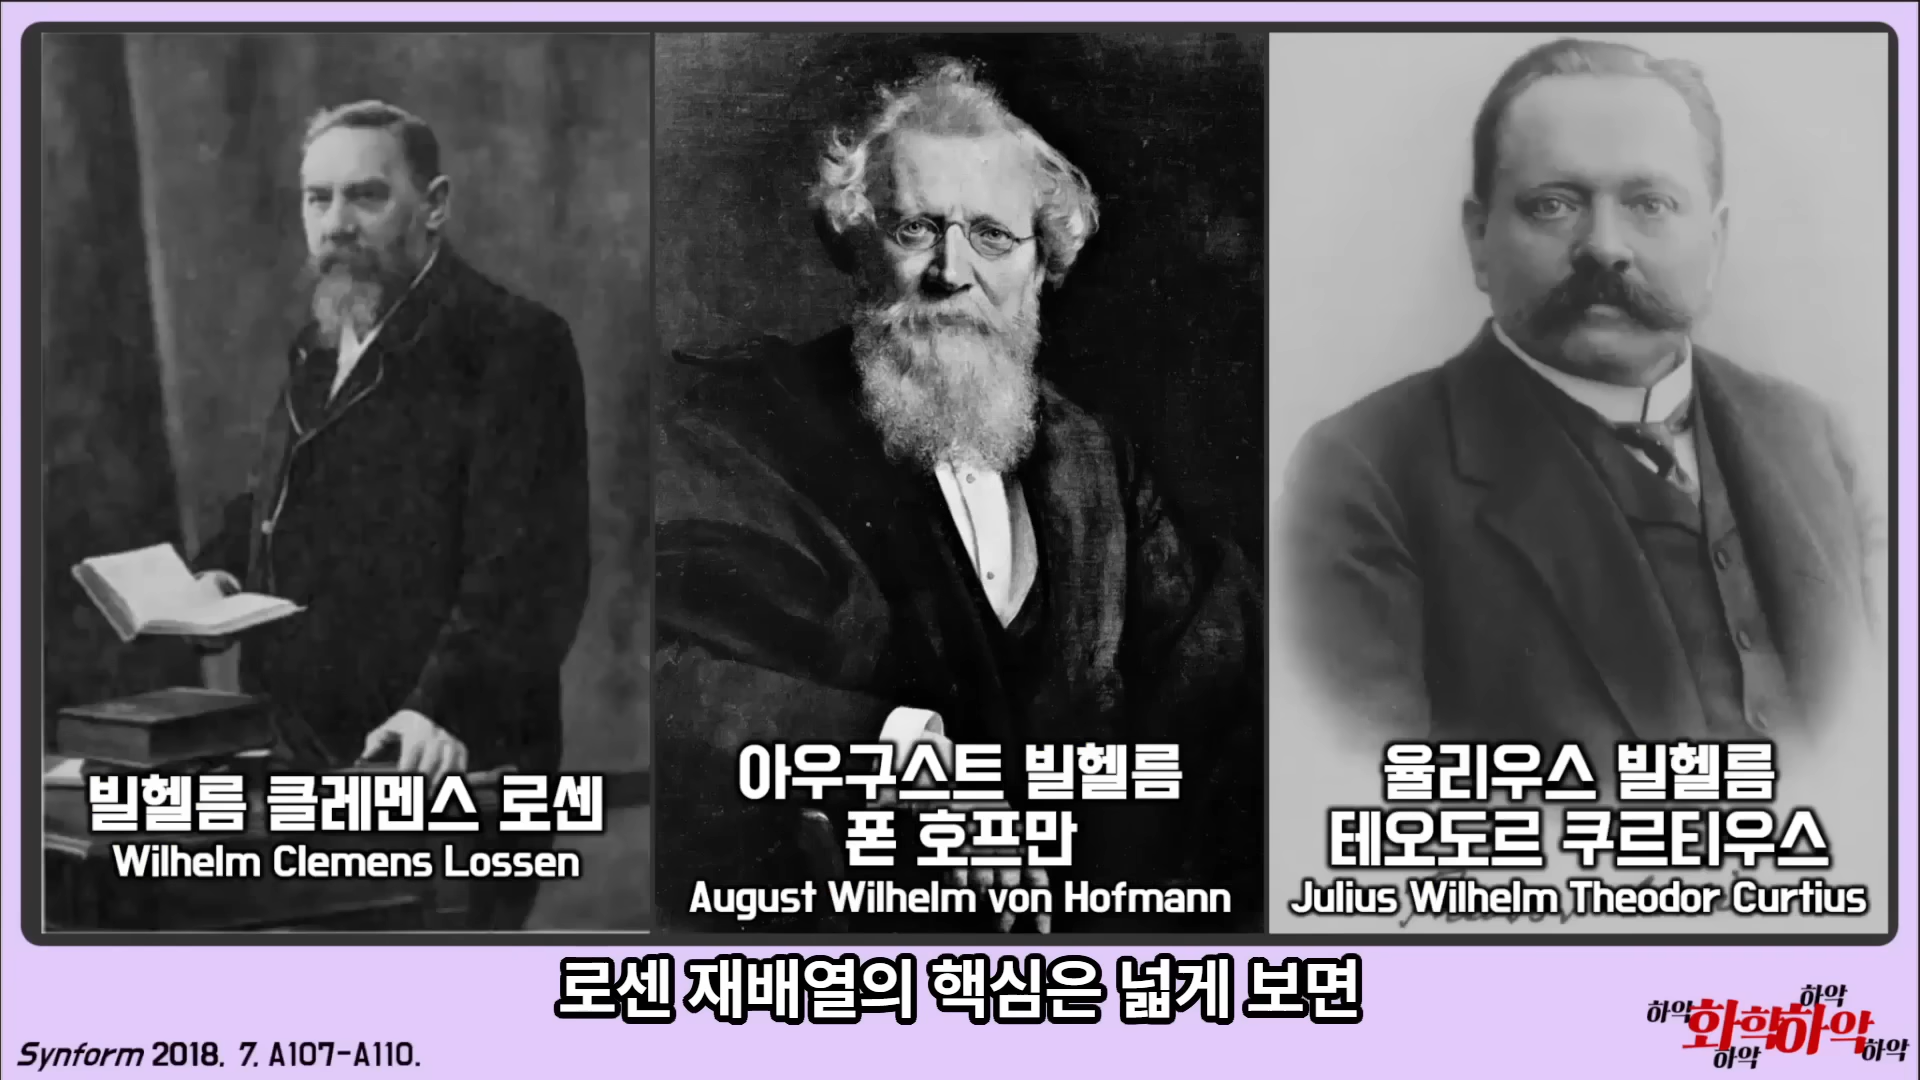 빌헬름 클레멘스 로센
Wilhelm Clemens Lossen
아우구스트 빌헬름
폰 호프만
August Wilhelm von Hofmann
율리우스 빌헬름
테오도르 쿠르티우스
Julius Wilhelm Theodor Curtius
로센 재배열의 핵심은 넓게 보면
Synform 2018, 7, A107-A110.
하악
하악
화학하악
하악
하악